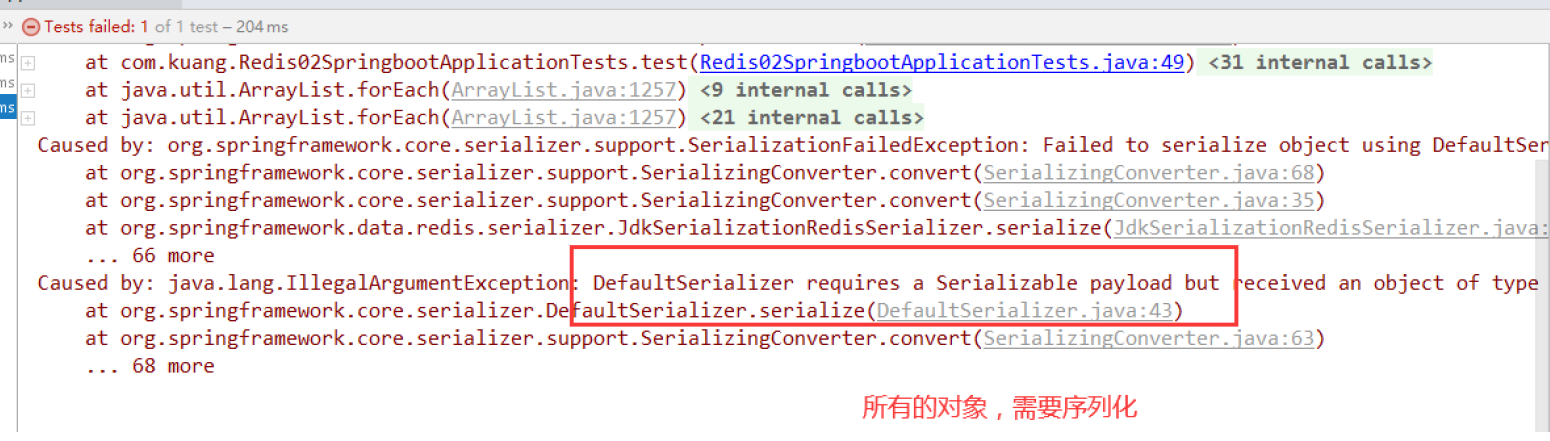 Tests failed: 1 of 1 test – 204 ms
ms at com.kuang.Redis02SpringbootApplicationTests.test(Redis02SpringbootApplicationTests.java:49) <31 internal calls>
ms at java.util.ArrayList.forEach(ArrayList.java:1257) <9 internal calls>
ms at java.util.ArrayList.forEach(ArrayList.java:1257) <21 internal calls>
Caused by: org.springframework.core.serializer.support.SerializationFailedException: Failed to serialize object using DefaultSer
at org.springframework.core.serializer.support.SerializingConverter.convert(SerializingConverter.java:68)
at org.springframework.core.serializer.support.SerializingConverter.convert(SerializingConverter.java:35)
at org.springframework.data.redis.serializer.JdkSerializationRedisSerializer.serialize(JdkSerializationRedisSerializer.java:
... 66 more
Caused by: java.lang.IllegalArgumentException: DefaultSerializer requires a Serializable payload but received an object of type
at org.springframework.core.serializer.DefaultSerializer.serialize(DefaultSerializer.java:43)
at org.springframework.core.serializer.support.SerializingConverter.convert(SerializingConverter.java:63)
... 68 more
所有的对象，需要序列化